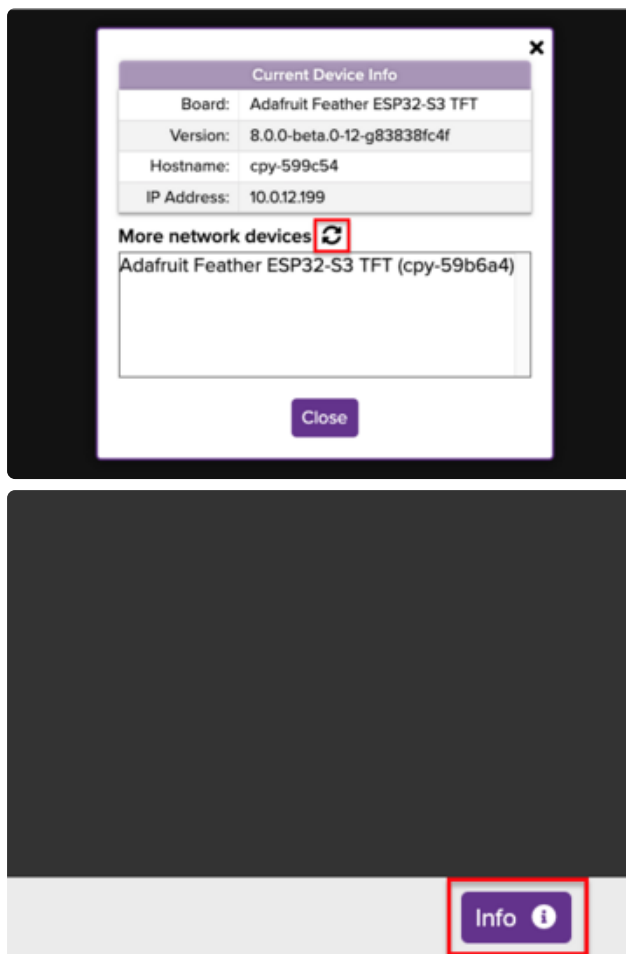 Current Device Info
Board: Adafruit Feather ESP32-S3 TFT
Version: 8.0.0-beta.0-12-g83838fc4f
Hostname: cpy-599c54
IP Address: 10.0.12.199
More network devices
Adafruit Feather ESP32-S3 TFT (cpy-59b6a4)
Close
Info